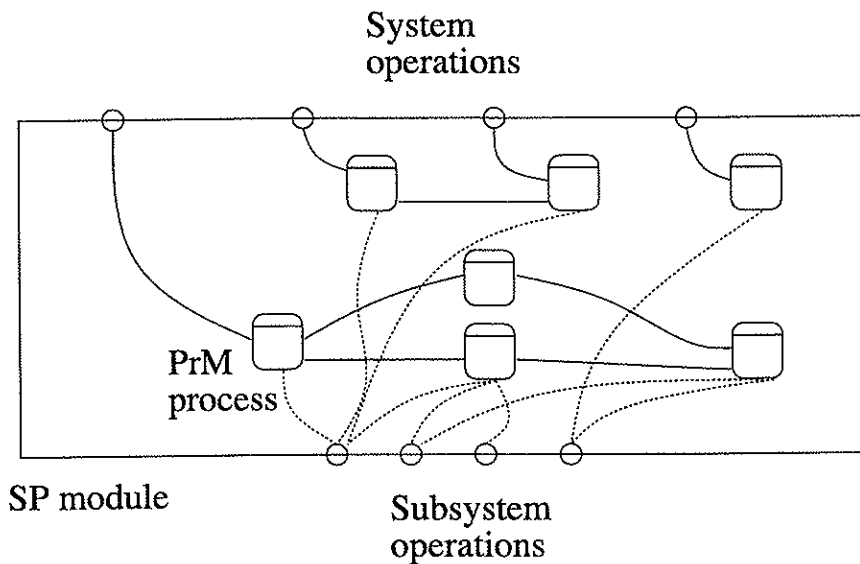 System
operations
PrM
process
SP module
Subsystem
operations